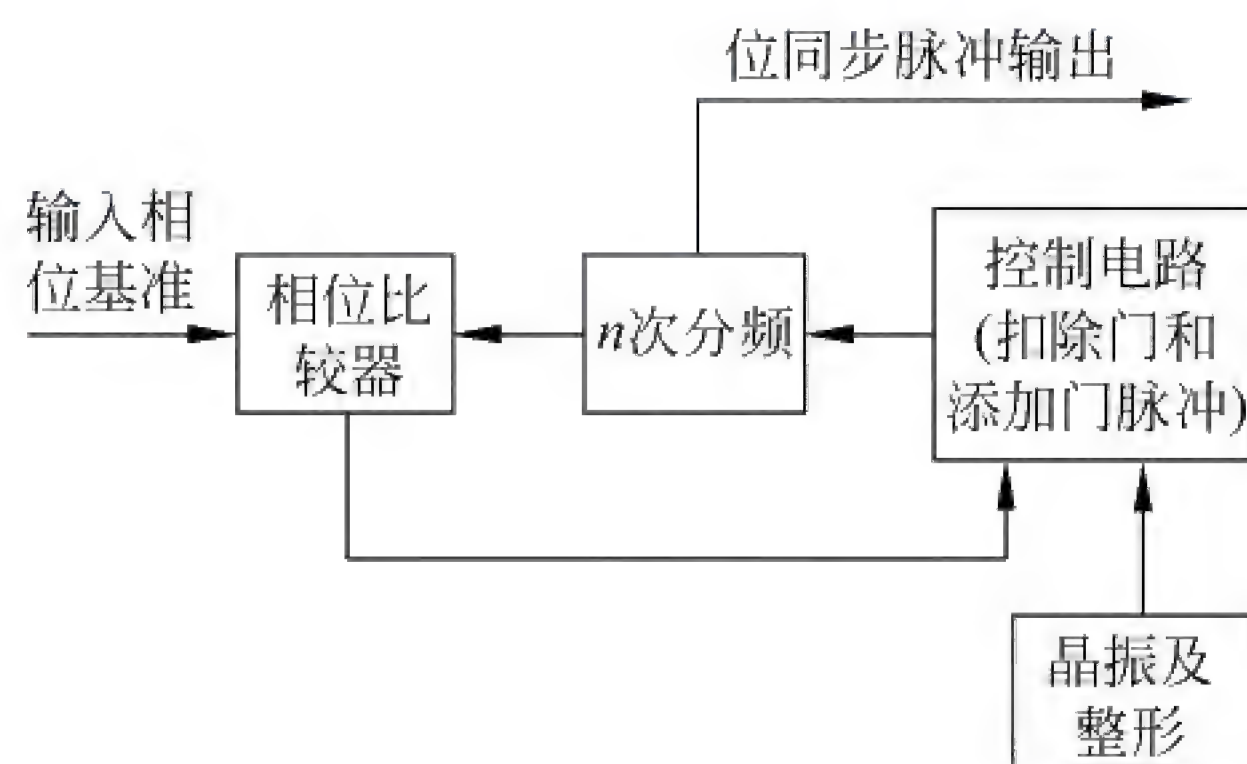 位同步脉冲输出
输入相
位基准
相位比
较器
n次分频
控制电路
(扣除门和
添加门脉冲)
晶振及
整形